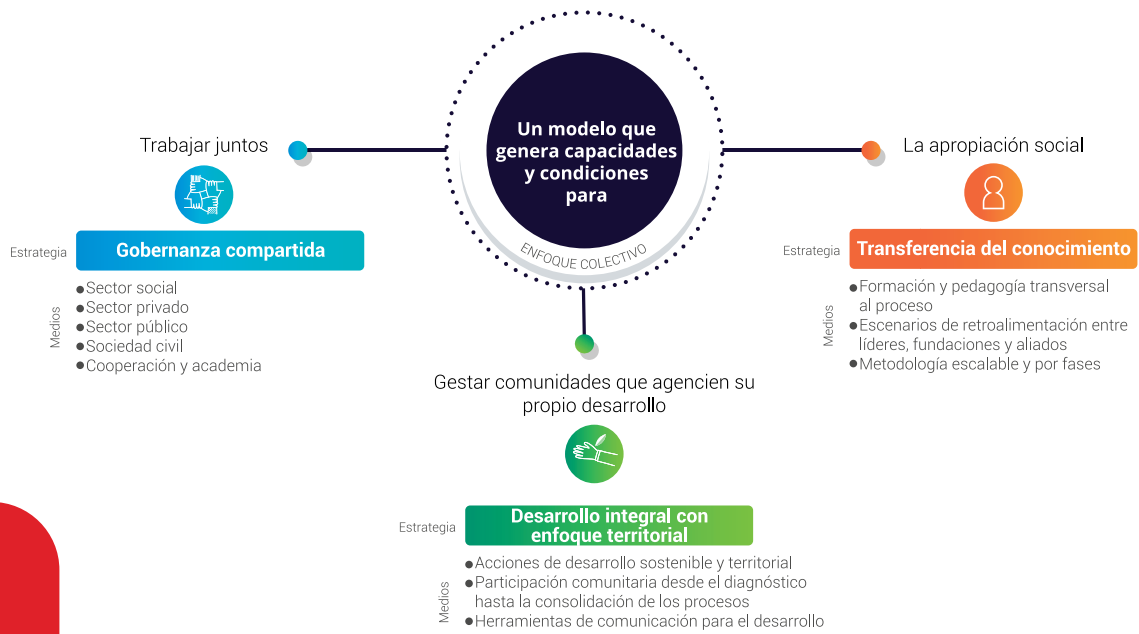 Un modelo que
genera capacidades
y condiciones
para
ENFOQUE COLECTIVO
Trabajar juntos
Estrategia
Gobernanza compartida
Medios
● Sector social
● Sector privado
● Sector público
● Sociedad civil
● Cooperación y academia
La apropiación social
Estrategia
Transferencia del conocimiento
Medios
● Formación y pedagogía transversal
al proceso
● Escenarios de retroalimentación entre
líderes, fundaciones y aliados
● Metodología escalable y por fases
Gestar comunidades que agencien su
propio desarrollo
Estrategia
Desarrollo integral con
enfoque territorial
Medios
● Acciones de desarrollo sostenible y territorial
● Participación comunitaria desde el diagnóstico
hasta la consolidación de los procesos
● Herramientas de comunicación para el desarrollo